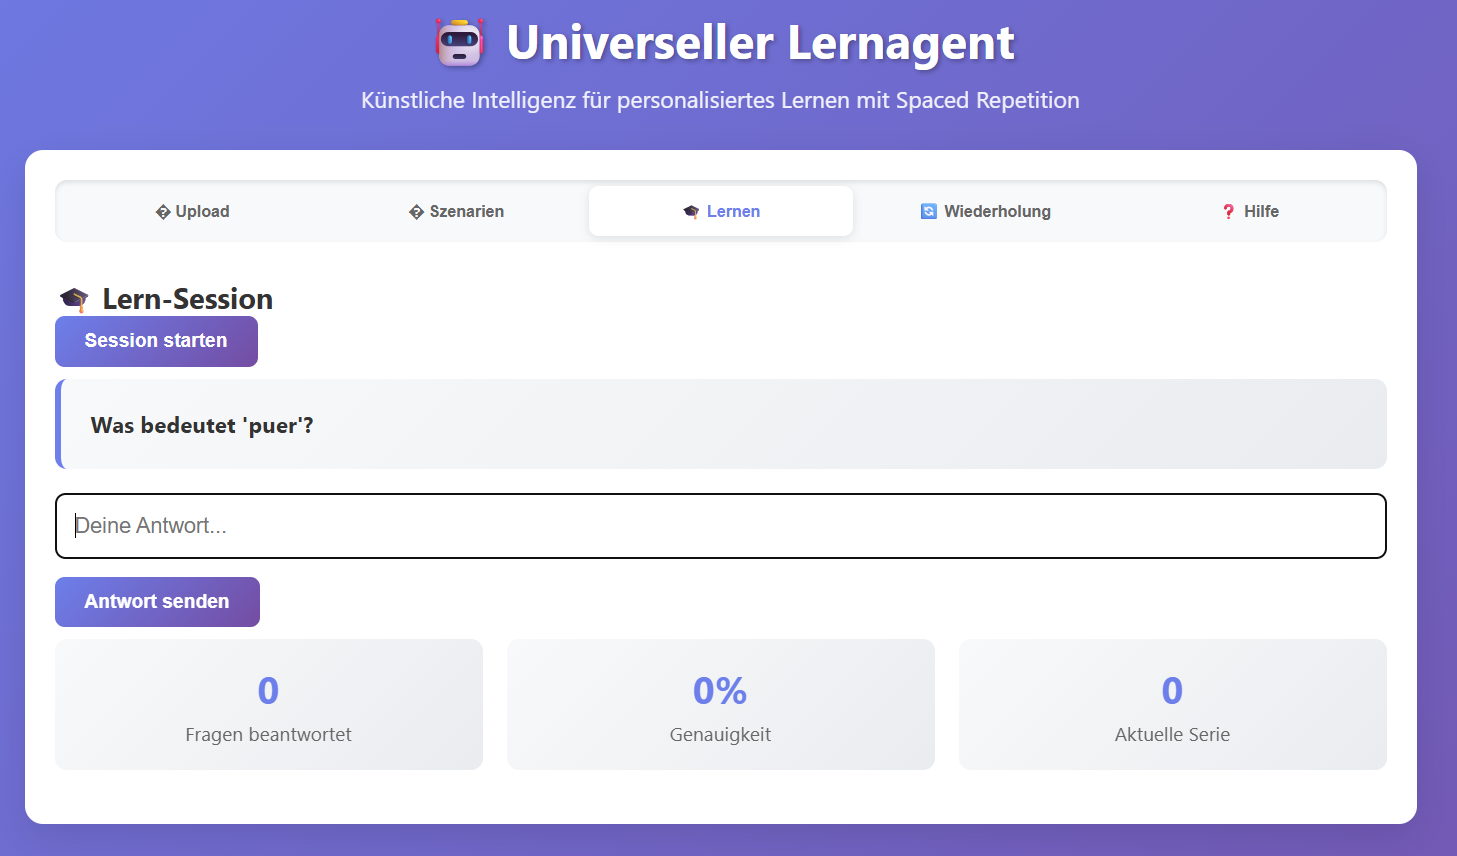 Universeller Lernagent
Künstliche Intelligenz für personalisiertes Lernen mit Spaced Repetition
� Upload
� Szenarien
Lernen
Wiederholung
❓ Hilfe
Lern-Session
Session starten
Was bedeutet 'puer'?
Deine Antwort...
Antwort senden
0
Fragen beantwortet
0%
Genauigkeit
0
Aktuelle Serie